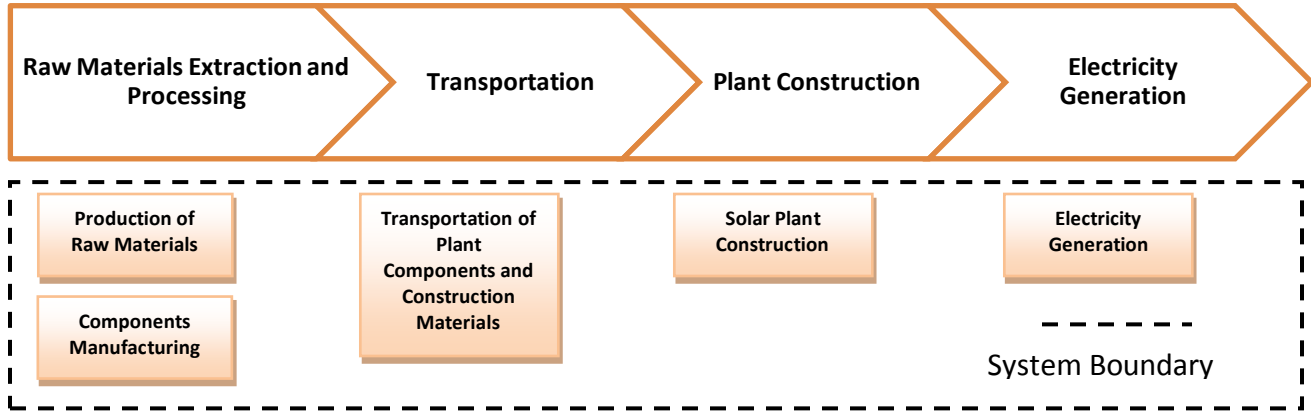 Raw Materials Extraction and
Processing
Transportation
Plant Construction
Electricity
Generation
Production of
Raw Materials
Components
Manufacturing
Transportation of
Plant
Components and
Construction
Materials
Solar Plant
Construction
Electricity
Generation
System Boundary